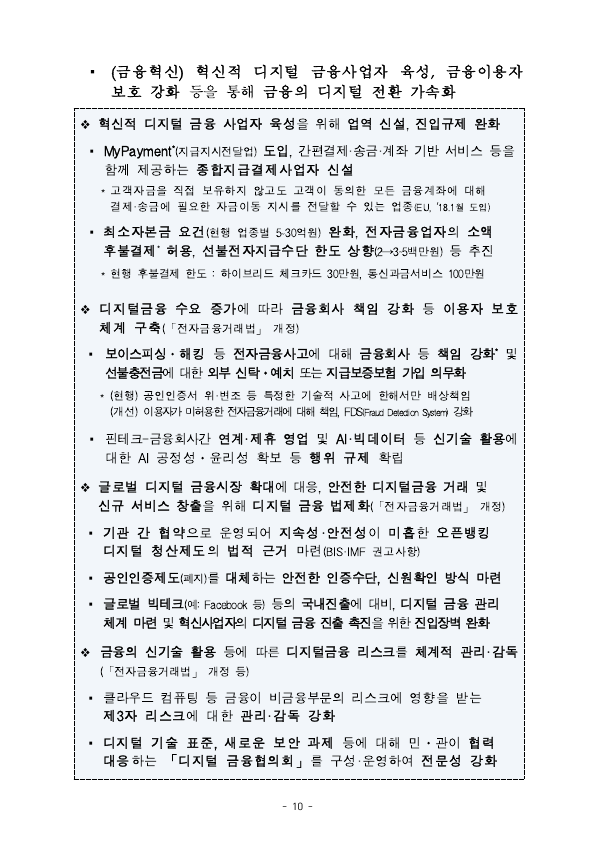 ▪ (금융혁신) 혁신적 디지털 금융사업자 육성, 금융이용자
보호 강화 등을 통해 금융의 디지털 전환 가속화
❖ 혁신적 디지털 금융 사업자 육성을 위해 업역 신설, 진입규제 완화
▪ MyPayment*(지급지시전달업) 도입, 간편결제·송금·계좌 기반 서비스 등을
함께 제공하는 종합지급결제사업자 신설
* 고객자금을 직접 보유하지 않고도 고객이 동의한 모든 금융계좌에 대해
결제·송금에 필요한 자금이동 지시를 전달할 수 있는 업종(EU, '18.1월 도입)
▪ 최소자본금 요건(현행 업종별 5-30억원) 완화, 전자금융업자의 소액
후불결제* 허용, 선불전자지급수단 한도 상향(2→3-5백만원) 등 추진
* 현행 후불결제 한도 : 하이브리드 체크카드 30만원, 통신과금서비스 100만원
❖ 디지털금융 수요 증가에 따라 금융회사 책임 강화 등 이용자 보호
체계 구축(「전자금융거래법」 개정)
▪ 보이스피싱·해킹 등 전자금융사고에 대해 금융회사 등 책임 강화* 및
선불충전금에 대한 외부 신탁·예치 또는 지급보증보험 가입 의무화
* (현행) 공인인증서 위·변조 등 특정한 기술적 사고에 한해서만 배상책임
(개선) 이용자가 미허용한 전자금융거래에 대해 책임, FDS(Fraud Detection System) 강화
▪ 핀테크-금융회사간 연계·제휴 영업 및 AI·빅데이터 등 신기술 활용에
대한 AI 공정성·윤리성 확보 등 행위 규제 확립
❖ 글로벌 디지털 금융시장 확대에 대응, 안전한 디지털금융 거래 및
신규 서비스 창출을 위해 디지털 금융 법제화(「전자금융거래법」 개정)
▪ 기관 간 협약으로 운영되어 지속성·안전성이 미흡한 오픈뱅킹
디지털 청산제도의 법적 근거 마련(BIS·IMF 권고사항)
▪ 공인인증제도(폐지)를 대체하는 안전한 인증수단, 신원확인 방식 마련
▪ 글로벌 빅테크(예: Facebook 등) 등의 국내진출에 대비, 디지털 금융 관리
체계 마련 및 혁신사업자의 디지털 금융 진출 촉진을 위한 진입장벽 완화
❖ 금융의 신기술 활용 등에 따른 디지털금융 리스크를 체계적 관리·감독
(「전자금융거래법」 개정 등)
▪ 클라우드 컴퓨팅 등 금융이 비금융부문의 리스크에 영향을 받는
제3자 리스크에 대한 관리·감독 강화
▪ 디지털 기술 표준, 새로운 보안 과제 등에 대해 민·관이 협력
대응하는 「디지털 금융협의회」를 구성·운영하여 전문성 강화
- 10 -